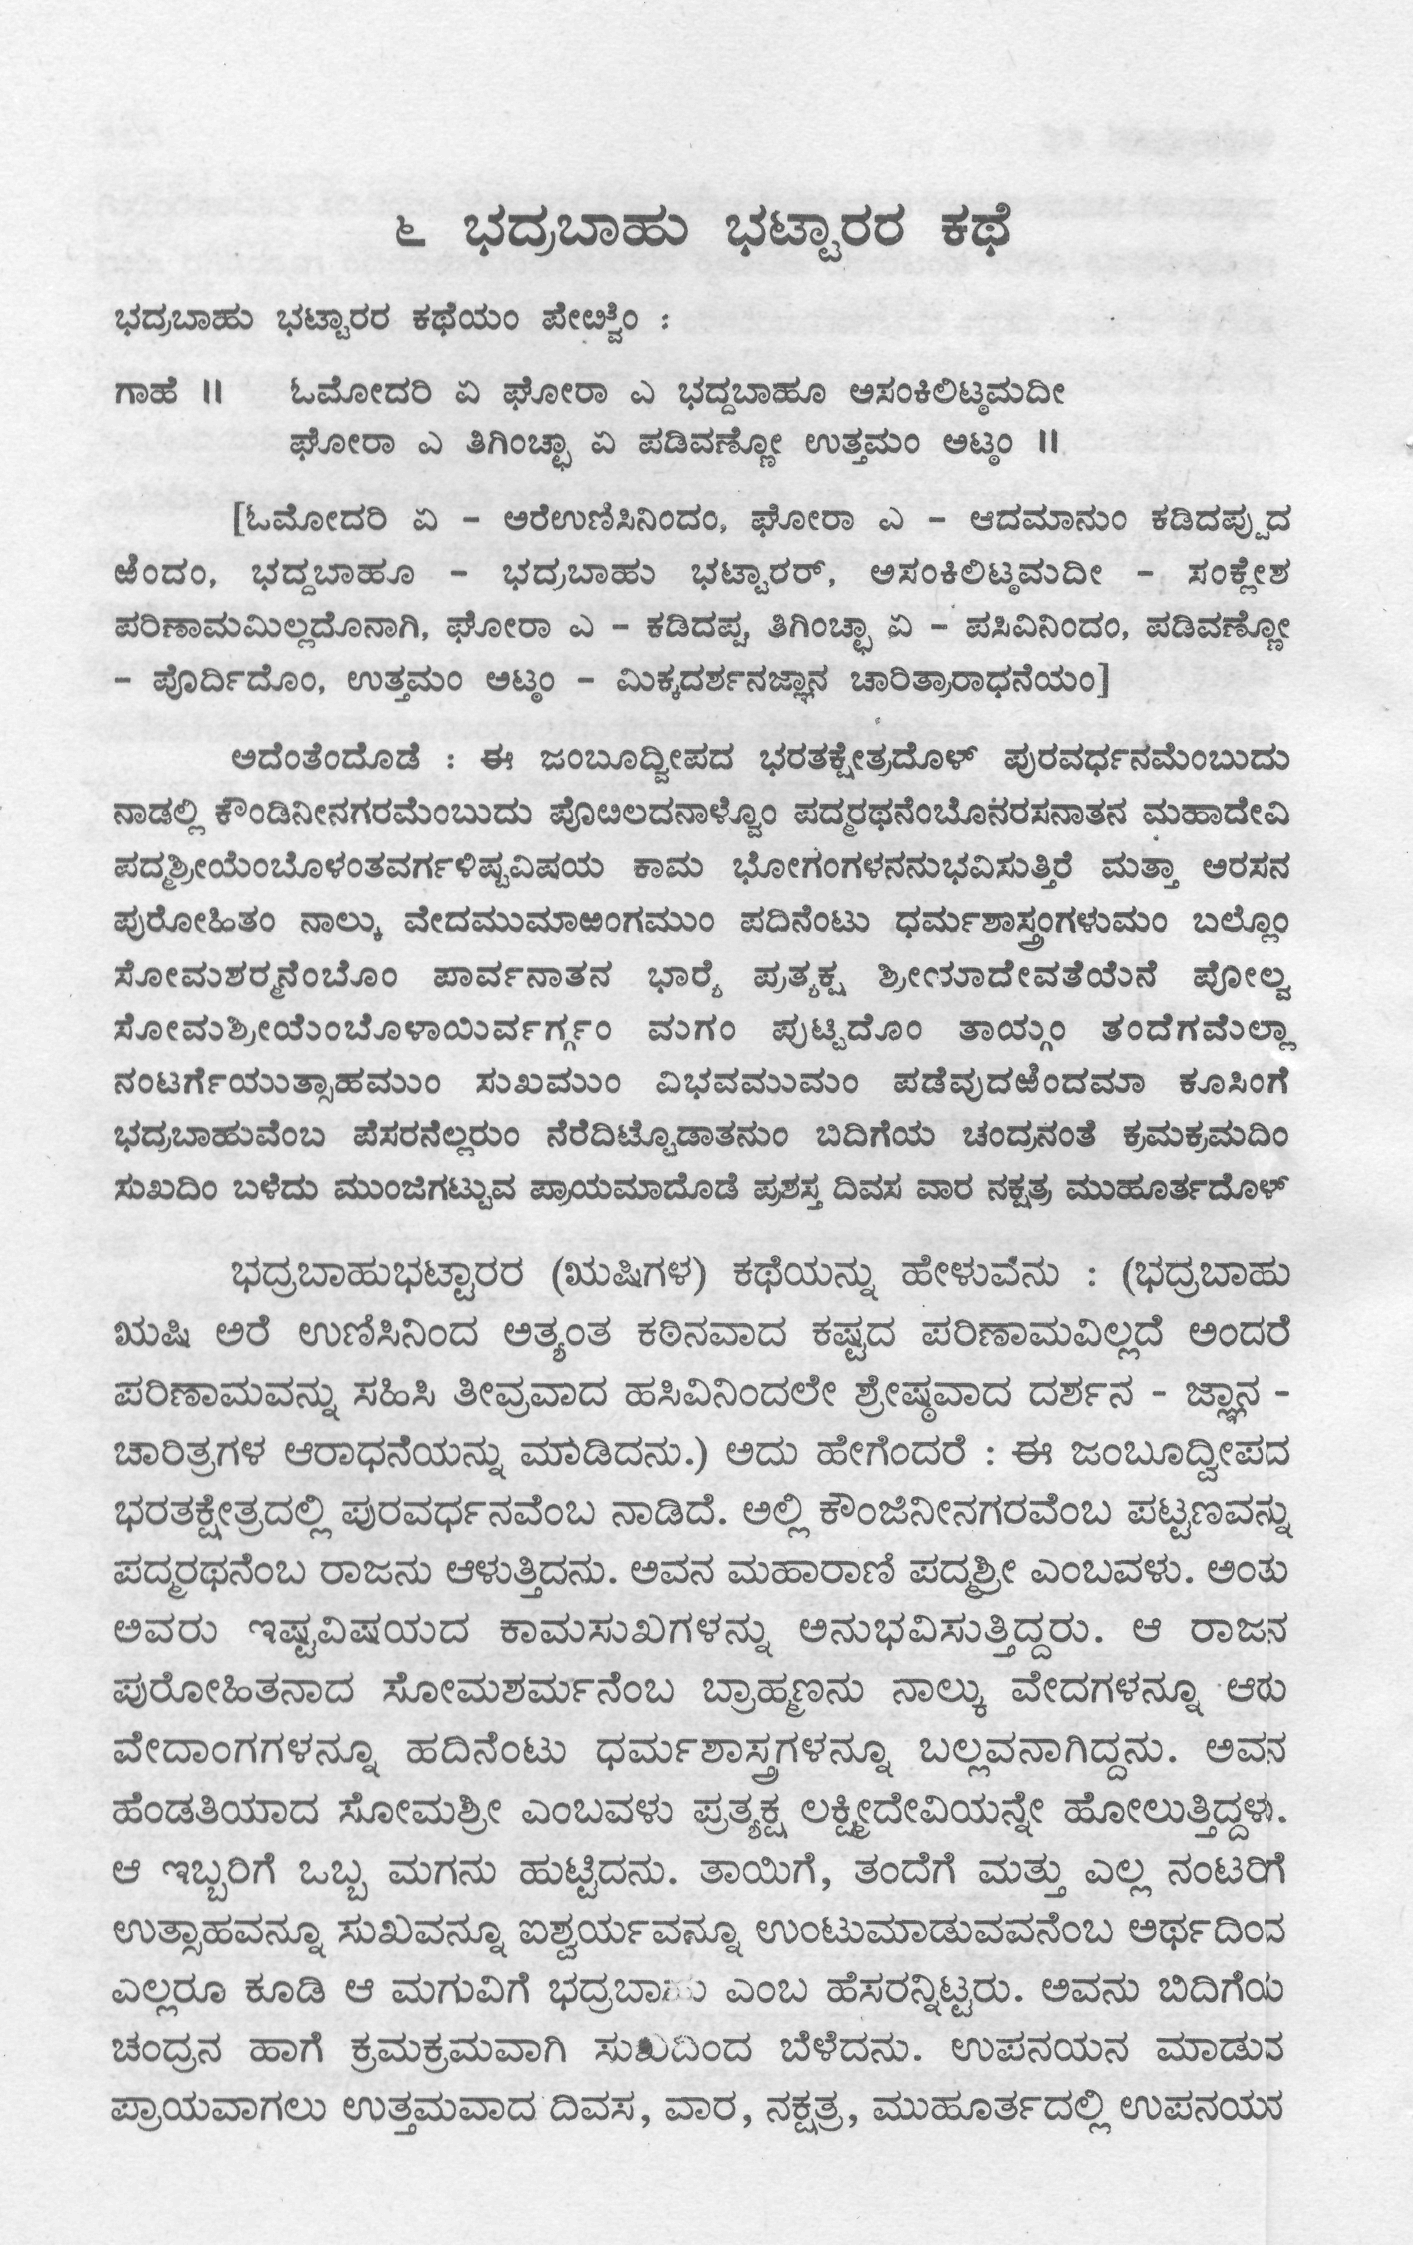 ೬ ಭದ್ರಬಾಹು ಭಟ್ಟಾರರ ಕಥೆ
ಭದ್ರಬಾಹು ಭಟ್ಟಾರರ ಕಥೆಯಂ ಪೇೞ್ವೆಂ :
ಗಾಹೆ ॥ ಓಮೋದರಿ ಏ ಘೋರಾ ಎ ಭದ್ದಬಾಹೂ ಅಸಂಕಿಲಿಟ್ಠಮದೀ
ಘೋರಾ ಎ ತಿಗಿಂಚ್ಛಾ ಏ ಪಡಿವಣ್ಣೋ ಉತ್ತಮಂ ಅಟ್ಠಂ ॥
[ಓಮೋದರಿ ಏ – ಅರೆಉಣಿಸಿನಿಂದಂ, ಘೋರಾ ಎ – ಆದಮಾನುಂ ಕಡಿದಪ್ಪುದ
ಱಿಂದಂ, ಭದ್ದಬಾಹೂ – ಭದ್ರಬಾಹು ಭಟ್ಟಾರರ್, ಅಸಂಕಿಲಿಟ್ಠಮದೀ – ಸಂಕ್ಲೇಶ
ಪರಿಣಾಮಮಿಲ್ಲದೊನಾಗಿ, ಘೋರಾ ಎ – ಕಡಿದಪ್ಪ, ತಿಗಿಂಚ್ಛಾ ಏ – ಪಸಿವಿನಿಂದಂ, ಪಡಿವಣ್ಣೋ
– ಪೊರ್ದಿದೊಂ, ಉತ್ತಮಂ ಅಟ್ಠಂ – ಮಿಕ್ಕದರ್ಶನಜ್ಞಾನ ಚಾರಿತ್ರಾರಾಧನೆಯಂ]
ಅದೆಂತೆಂದೊಡೆ : ಈ ಜಂಬೂದ್ವೀಪದ ಭರತಕ್ಷೇತ್ರದೊಳ್ ಪುರವರ್ಧನಮೆಂಬುದು
ನಾಡಲ್ಲಿ ಕೌಂಡಿನೀನಗರಮೆಂಬುದು ಪೊೞಲದನಾಳ್ವೊಂ ಪದ್ಮರಥನೆಂಬೊನರಸನಾತನ ಮಹಾದೇವಿ
ಪದ್ಮಶ್ರೀಯೆಂಬೊಳಂತವರ್ಗಳಿಷ್ಟವಿಷಯ ಕಾಮ ಭೋಗಂಗಳನನುಭವಿಸುತ್ತಿರೆ ಮತ್ತಾ ಅರಸನ
ಪುರೋಹಿತಂ ನಾಲ್ಕು ವೇದಮುಮಾಱಂಗಮುಂ ಪದಿನೆಂಟು ಧರ್ಮಶಾಸ್ತ್ರಂಗಳುಮಂ ಬಲ್ಲೊಂ
ಸೋಮಶರ್‍ಮನೆಂಬೊಂ ಪಾರ್ವನಾತನ ಭಾರ್‍ಯೆ ಪ್ರತ್ಯಕ್ಷ ಶ್ರೀಯಾದೇವತೆಯೆನೆ ಪೋಲ್ವ
ಸೋಮಶ್ರೀಯೆಂಬೊಳಾಯಿರ್ವರ್ಗ್ಗಂ ಮಗಂ ಪುಟ್ಟಿದೊಂ ತಾಯ್ಗಂ ತಂದೆಗಮೆಲ್ಲಾ
ನಂಟರ್ಗೆಯುತ್ಸಾಹಮುಂ ಸುಖಮುಂ ವಿಭವಮುಮಂ ಪಡೆವುದಱಿಂದಮಾ ಕೂಸಿಂಗೆ
ಭದ್ರಬಾಹುವೆಂಬ ಪೆಸರನೆಲ್ಲರುಂ ನೆರೆದಿಟ್ಟೊಡಾತನುಂ ಬಿದಿಗೆಯ ಚಂದ್ರನಂತೆ ಕ್ರಮಕ್ರಮದಿಂ
ಸುಖದಿಂ ಬಳೆದು ಮುಂಜಿಗಟ್ಟುವ ಪ್ರಾಯಮಾದೊಡೆ ಪ್ರಶಸ್ತ ದಿವಸ ವಾರ ನಕ್ಷತ್ರ ಮುಹೂರ್ತದೊಳ್
ಭದ್ರಬಾಹುಭಟ್ಟಾರರ (ಋಷಿಗಳ) ಕಥೆಯನ್ನು ಹೇಳುವೆನು : (ಭದ್ರಬಾಹು
ಋಷಿ ಅರೆ ಉಣಿಸಿನಿಂದ ಅತ್ಯಂತ ಕಠಿನವಾದ ಕಷ್ಟದ ಪರಿಣಾಮವಿಲ್ಲದೆ ಅಂದರೆ
ಪರಿಣಾಮವನ್ನು ಸಹಿಸಿ ತೀವ್ರವಾದ ಹಸಿವಿನಿಂದಲೇ ಶ್ರೇಷ್ಠವಾದ ದರ್ಶನ – ಜ್ಞಾನ –
ಚಾರಿತ್ರಗಳ ಆರಾಧನೆಯನ್ನು ಮಾಡಿದನು.) ಅದು ಹೇಗೆಂದರೆ : ಈ ಜಂಬೂದ್ವೀಪದ
ಭರತಕ್ಷೇತ್ರದಲ್ಲಿ ಪುರವರ್ಧನವೆಂಬ ನಾಡಿದೆ. ಅಲ್ಲಿ ಕೌಂಜಿನೀನಗರವೆಂಬ ಪಟ್ಟಣವನ್ನು
ಪದ್ಮರಥನೆಂಬ ರಾಜನು ಆಳುತ್ತಿದನು. ಅವನ ಮಹಾರಾಣಿ ಪದ್ಮಶ್ರೀ ಎಂಬವಳು. ಅಂತು
ಅವರು ಇಷ್ಟವಿಷಯದ ಕಾಮಸುಖಗಳನ್ನು ಅನುಭವಿಸುತ್ತಿದ್ದರು. ಆ ರಾಜನ
ಪುರೋಹಿತನಾದ ಸೋಮಶರ್ಮನೆಂಬ ಬ್ರಾಹ್ಮಣನು ನಾಲ್ಕು ವೇದಗಳನ್ನೂ ಆರು
ವೇದಾಂಗಗಳನ್ನೂ ಹದಿನೆಂಟು ಧರ್ಮಶಾಸ್ತ್ರಗಳನ್ನೂ ಬಲ್ಲವನಾಗಿದ್ದನು. ಅವನ
ಹೆಂಡತಿಯಾದ ಸೋಮಶ್ರೀ ಎಂಬವಳು ಪ್ರತ್ಯಕ್ಷ ಲಕ್ಷ್ಮೀದೇವಿಯನ್ನೇ ಹೋಲುತ್ತಿದ್ದಳು.
ಆ ಇಬ್ಬರಿಗೆ ಒಬ್ಬ ಮಗನು ಹುಟ್ಟಿದನು. ತಾಯಿಗೆ, ತಂದೆಗೆ ಮತ್ತು ಎಲ್ಲ ನಂಟರಿಗೆ
ಉತ್ಸಾಹವನ್ನೂ ಸುಖವನ್ನೂ ಐಶ್ವರ್ಯವನ್ನೂ ಉಂಟುಮಾಡುವವನೆಂಬ ಅರ್ಥದಿಂದ
ಎಲ್ಲರೂ ಕೂಡಿ ಆ ಮಗುವಿಗೆ ಭದ್ರಬಾಹು ಎಂಬ ಹೆಸರನ್ನಿಟ್ಟರು. ಅವನು ಬಿದಿಗೆಯ
ಚಂದ್ರನ ಹಾಗೆ ಕ್ರಮಕ್ರಮವಾಗಿ ಸುಖದಿಂದ ಬೆಳೆದನು. ಉಪನಯನ ಮಾಡುವ
ಪ್ರಾಯವಾಗಲು ಉತ್ತಮವಾದ ದಿವಸ, ವಾರ, ನಕ್ಷತ್ರ, ಮುಹೂರ್ತದಲ್ಲಿ ಉಪನಯನ